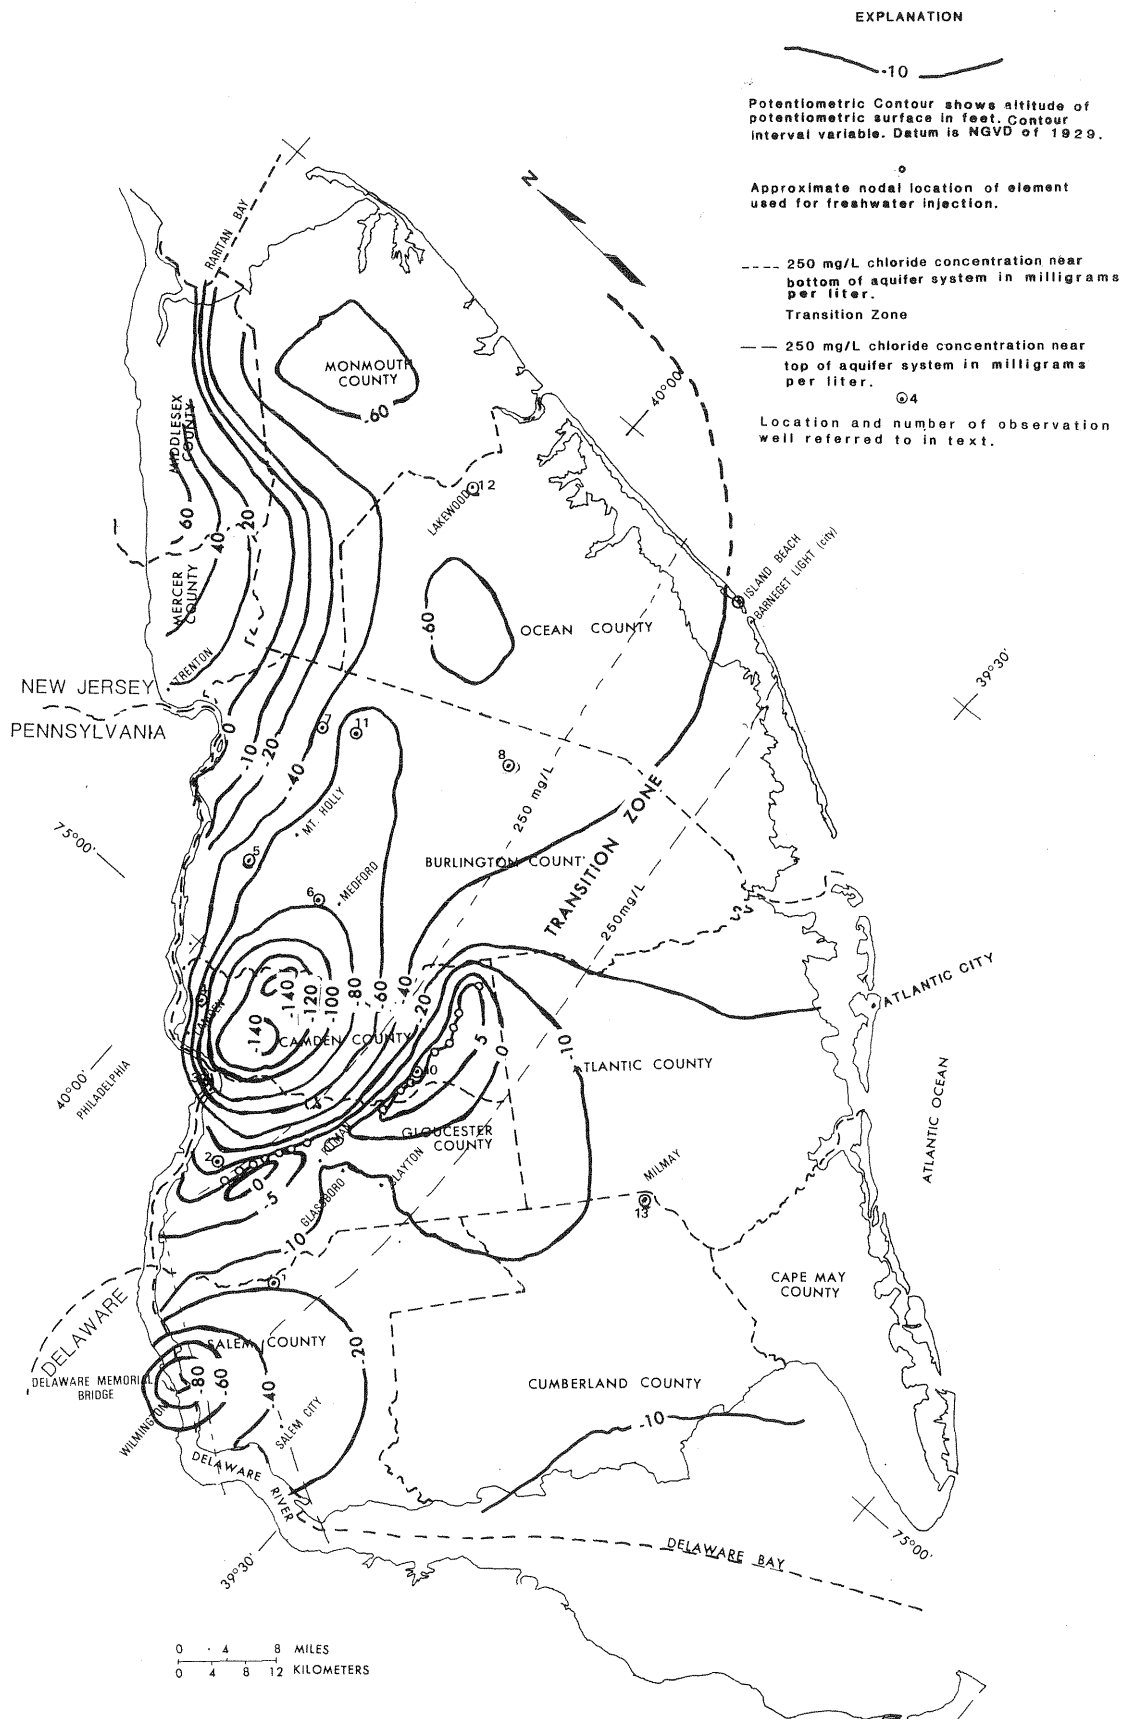 EXPLANATION
-10
Potentiometric Contour shows altitude of
potentiometric surface in feet. Contour
interval variable. Datum is NGVD of 1929.
Approximate nodal location of element
used for freshwater injection.
250 mg/L chloride concentration near
bottom of aquifer system in milligrams
per liter.
Transition Zone
250 mg/L chloride concentration near
top of aquifer system in milligrams
per liter.
4
Location and number of observation
well referred to in text.
N
RARITAN BAY
MONMOUTH
COUNTY
-60
40°00'
MIDDLESEX
COUNTY
LAKEWOOD
12
60
40
20
MERCER
COUNTY
ISLAND BEACH
BARNEGET LIGHT (city)
-60
OCEAN COUNTY
39°30'
TRENTON
NEW JERSEY
PENNSYLVANIA
0
-10
-20
-40
7
11
8
250 mg/L
MT. HOLLY
TRANSITION ZONE
75°00'
5
BURLINGTON COUNT'
6
MEDFORD
250mg/L
-140
-120
-100
-80
-60
-40
-20
-140
CAMDEN
CAMDEN COUNTY
5
0
-10
ATLANTIC CITY
ATLANTIC COUNTY
ATLANTIC OCEAN
40°00'
PHILADELPHIA
10
GLOUCESTER
COUNTY
2
PITMAN
CLAYTON
MILMAY
13
0
-5
GLASSBORO
-10
CAPE MAY
COUNTY
DELAWARE
SALEM COUNTY
-20
DELAWARE MEMORIAL
BRIDGE
-80
-60
-40
CUMBERLAND COUNTY
WILMINGTON
SALEM CITY
-10
DELAWARE
RIVER
75°00'
DELAWARE BAY
39°30'
0 4 8 MILES
0 4 8 12 KILOMETERS